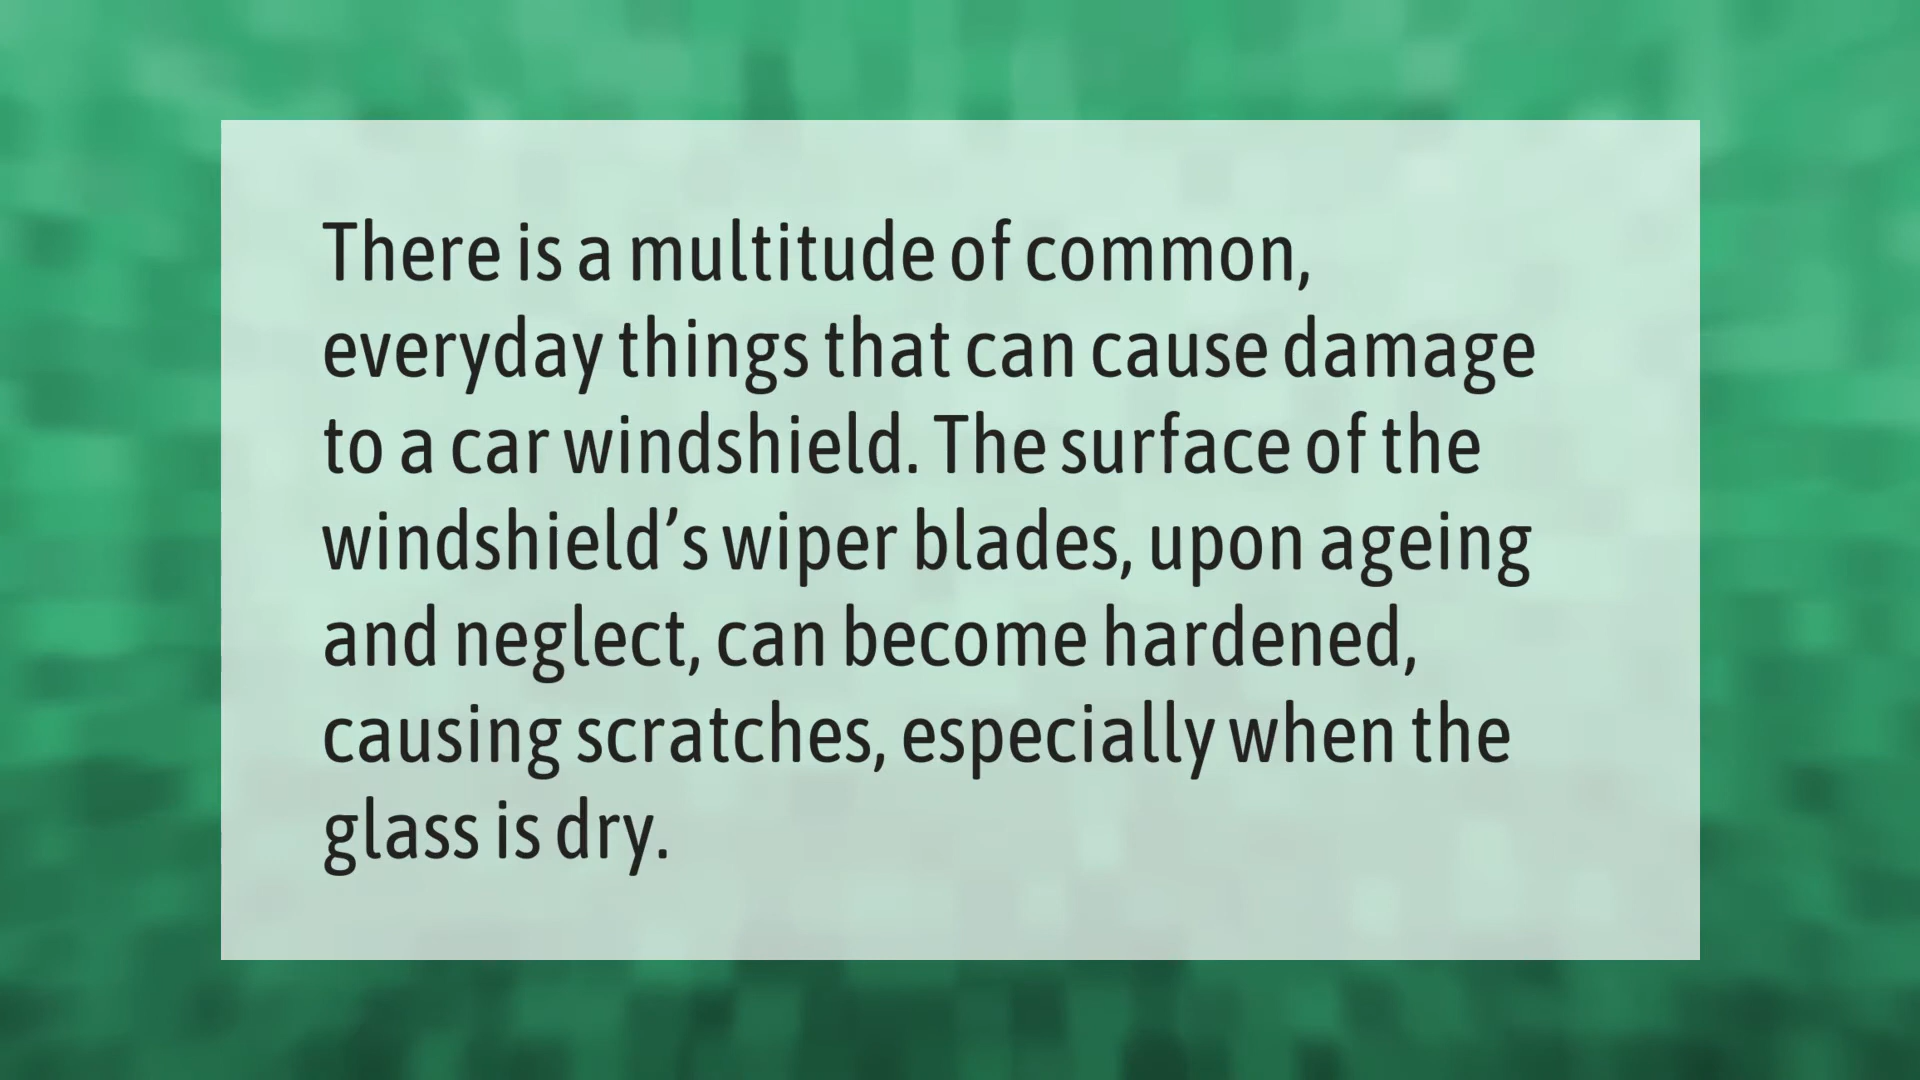 There is a multitude of common,
everyday things that can cause damage
to a car windshield. The surface of the
windshield’s wiper blades, upon ageing
and neglect, can become hardened,
causing scratches, especially when the
glass is dry.